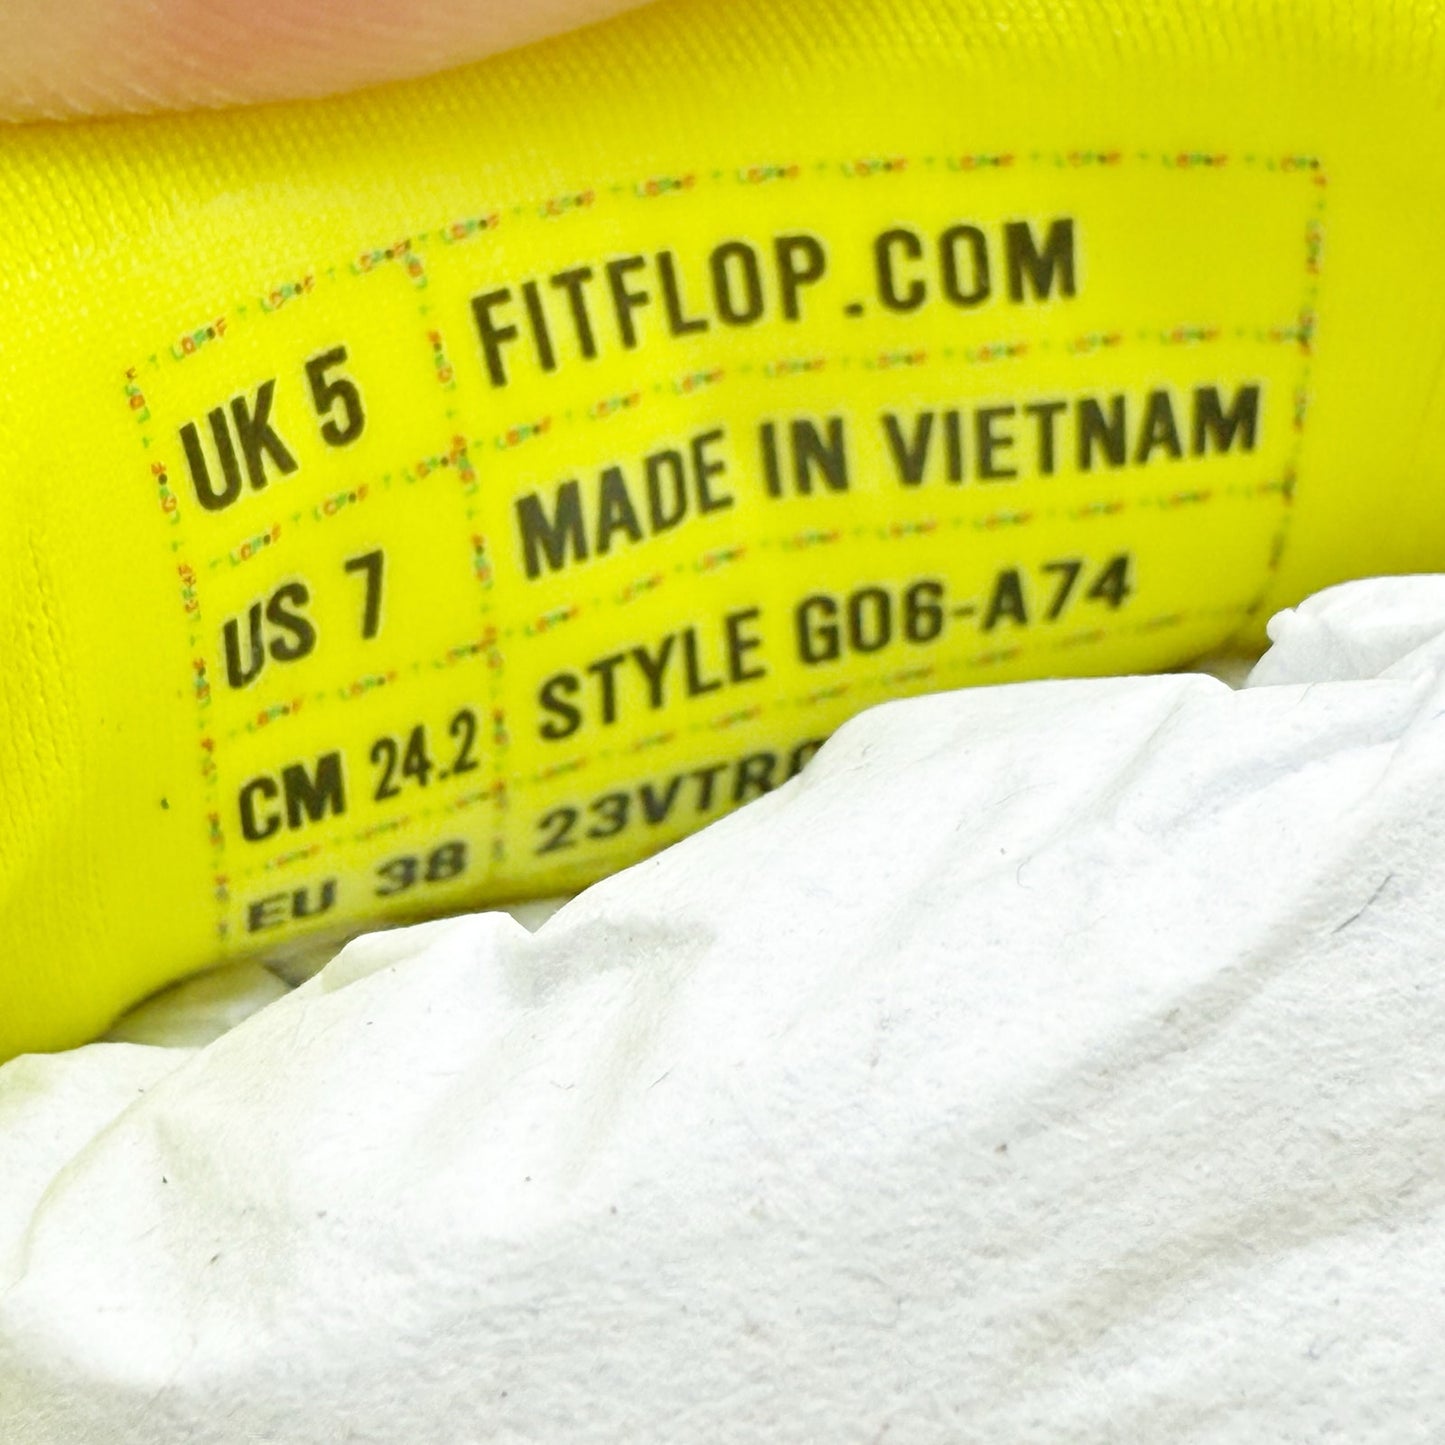 UK 5
US 7
CM 24.2
EU 38
FITFLOP.COM
MADE IN VIETNAM
STYLE G06-A74